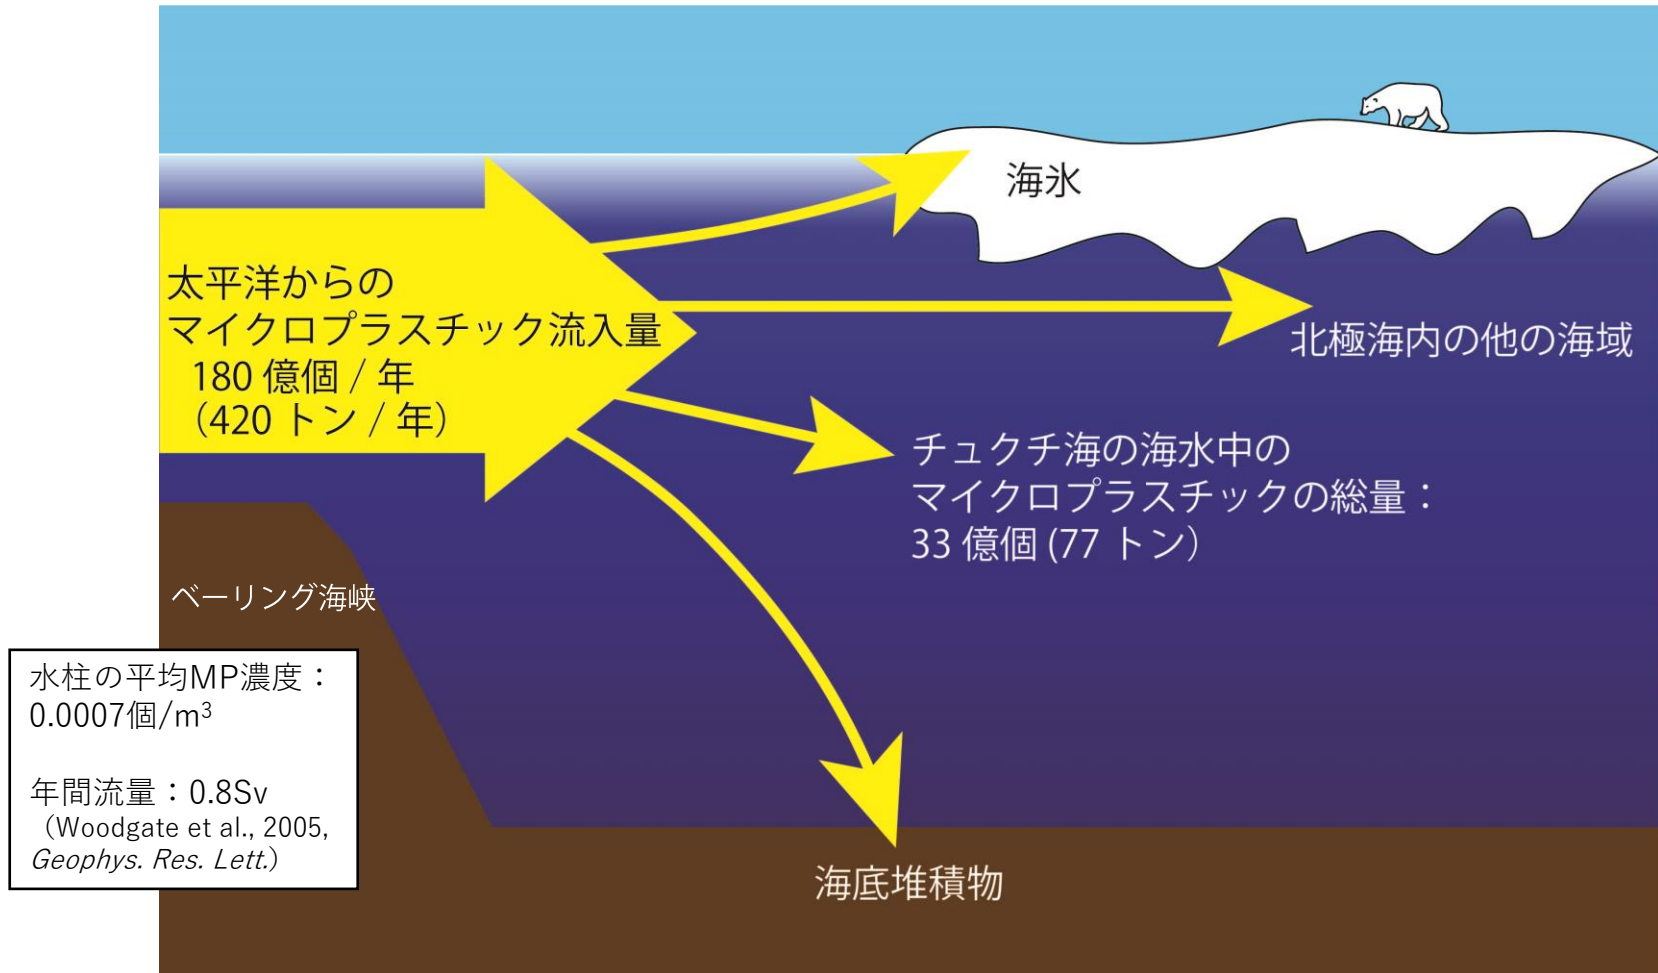 海氷
太平洋からの
マイクロプラスチック流入量
180 億個 / 年
（420 トン / 年）
北極海内の他の海域
チュクチ海の海水中の
マイクロプラスチックの総量：
33 億個 (77 トン）
ベーリング海峡
水柱の平均MP濃度：
0.0007個/m³
年間流量：0.8Sv
（Woodgate et al., 2005,
Geophys. Res. Lett.）
海底堆積物